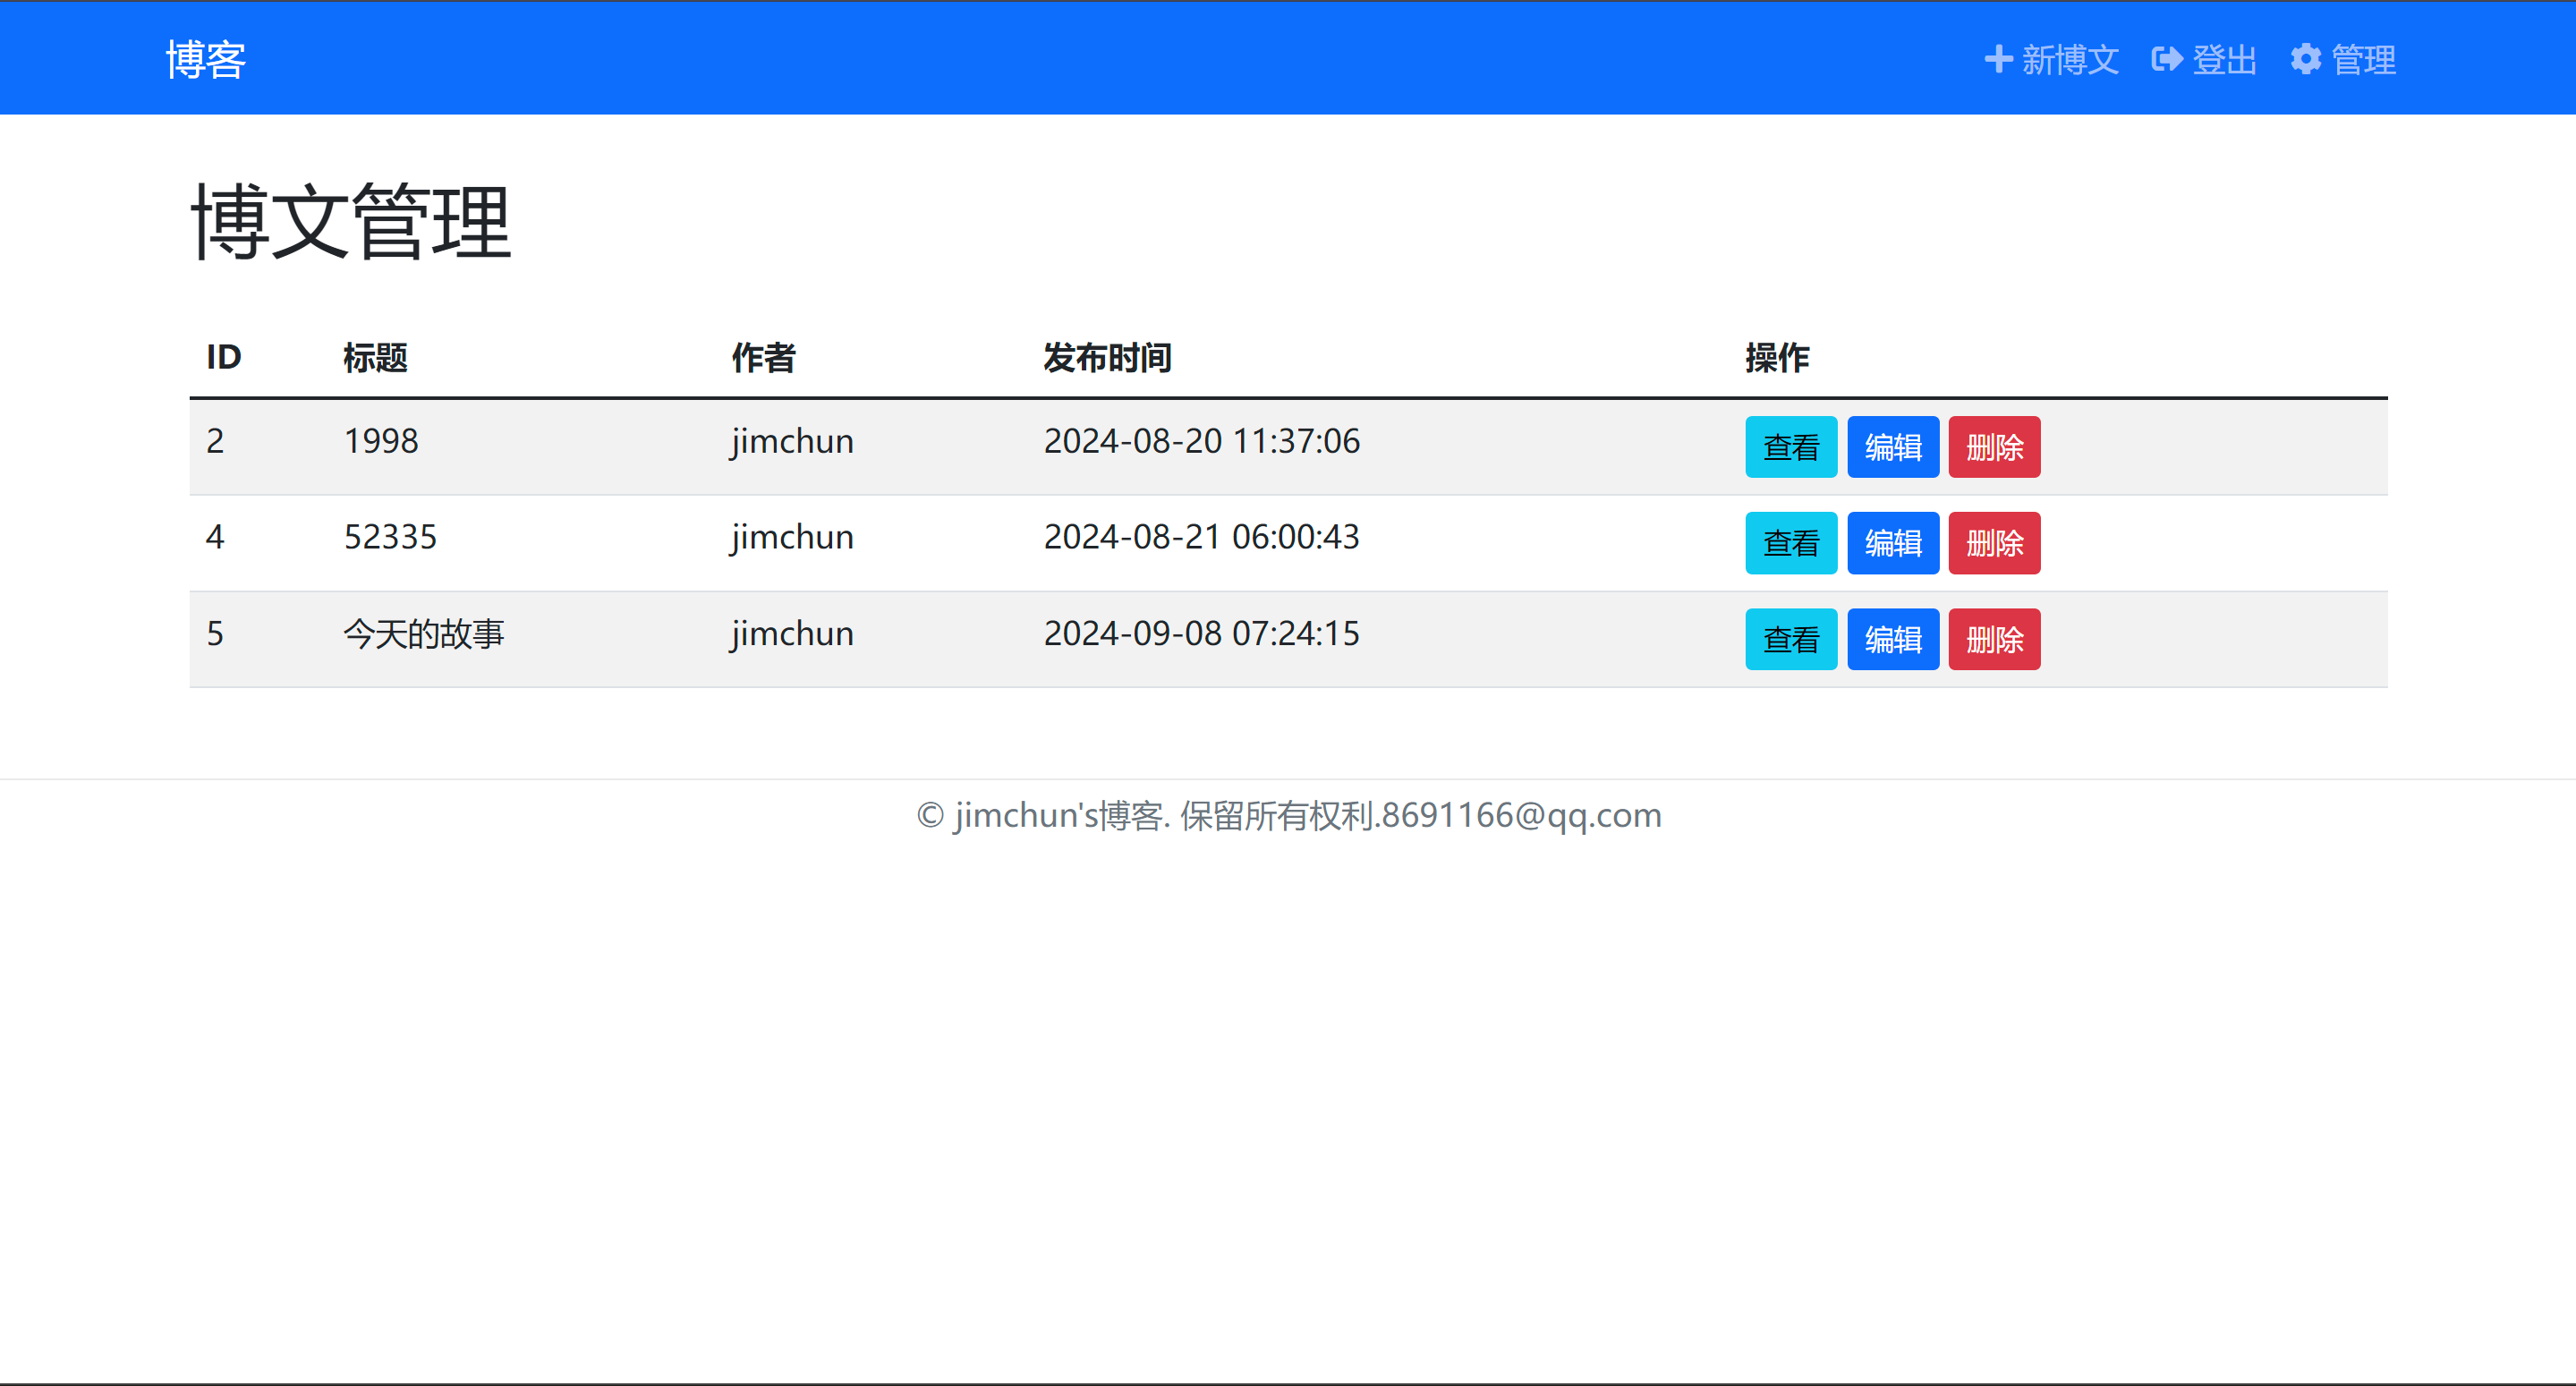 博客 新博文 登出 管理
博文管理
ID 标题 作者 发布时间 操作
2 1998 jimchun 2024-08-20 11:37:06 查看 编辑 删除
4 52335 jimchun 2024-08-21 06:00:43 查看 编辑 删除
5 今天的故事 jimchun 2024-09-08 07:24:15 查看 编辑 删除
© jimchun's博客. 保留所有权利.8691166@qq.com